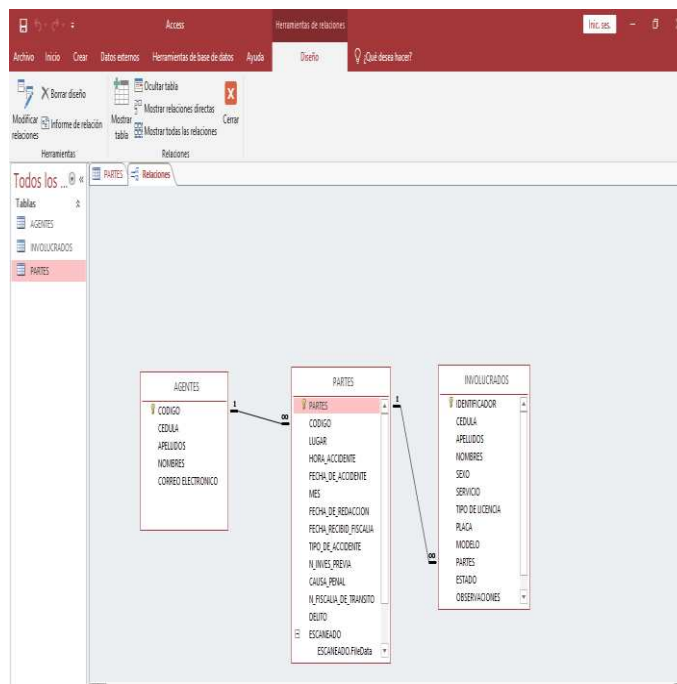 Access
Herramientas de relaciones
Inic. ses.
Archivo Inicio Crear Datos externos Herramientas de base de datos Ayuda Diseño ¿Qué desea hacer?
Modificar relaciones
Borrar diseño
Informe de relación
Herramientas
Mostrar tabla
Ocultar tabla
Mostrar relaciones directas
Mostrar todas las relaciones
Cerrar
Relaciones
Todos los ...
Tablas
AGENTES
INVOLUCRADOS
PARTES
PARTES
Relaciones
AGENTES
CODIGO
CEDULA
APELLIDOS
NOMBRES
CORREO ELECTRONICO
1
∞
PARTES
PARTES
CODIGO
LUGAR
HORA_ACCIDENTE
FECHA_DE_ACCIDENTE
MES
FECHA_DE_REDACCION
FECHA_RECIBID_FISCALIA
TIPO_DE_ACCIDENTE
N_INVES_PREVIA
CAUSA_PENAL
N_FISCALIA_DE_TRANSITO
DELITO
ESCANEADO
ESCANEADO.FileData
1
∞
INVOLUCRADOS
IDENTIFICADOR
CEDULA
APELLIDOS
NOMBRES
SEXO
SERVICIO
TIPO DE LICENCIA
PLACA
MODELO
PARTES
ESTADO
OBSERVACIONES